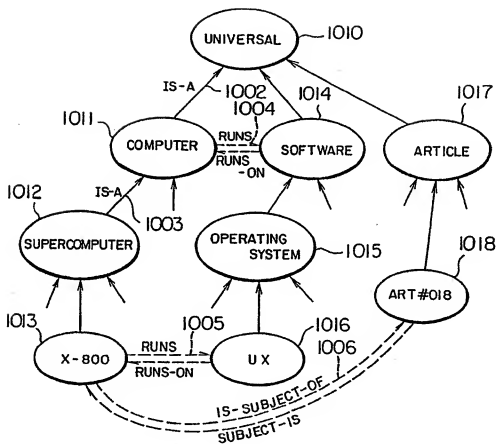 UNIVERSAL
1010
IS-A
1002
1004
1014
1017
1011
COMPUTER
RUNS
RUNS
-ON
SOFTWARE
ARTICLE
IS-A
1003
1012
SUPERCOMPUTER
OPERATING
SYSTEM
1015
1018
ART#018
1013
X-800
RUNS
1005
RUNS-ON
UX
1016
1006
IS-SUBJECT-OF
SUBJECT-IS